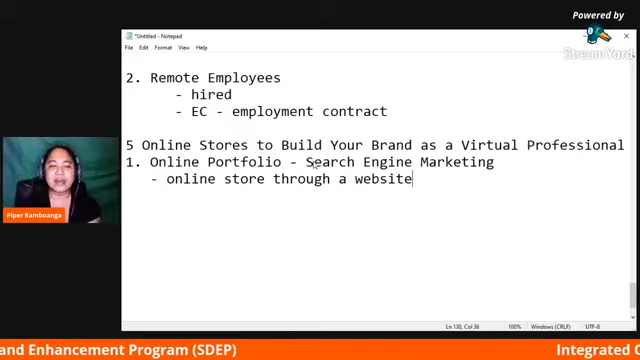 Powered by
StreamYard
*Untitled - Notepad
File Edit Format View Help
2. Remote Employees
- hired
- EC - employment contract
5 Online Stores to Build Your Brand as a Virtual Professional
1. Online Portfolio - Search Engine Marketing
- online store through a website
Piper Ramboanga
Ln 130, Col 36 100% Windows (CRLF) UTF-8
and Enhancement Program (SDEP) Integrated